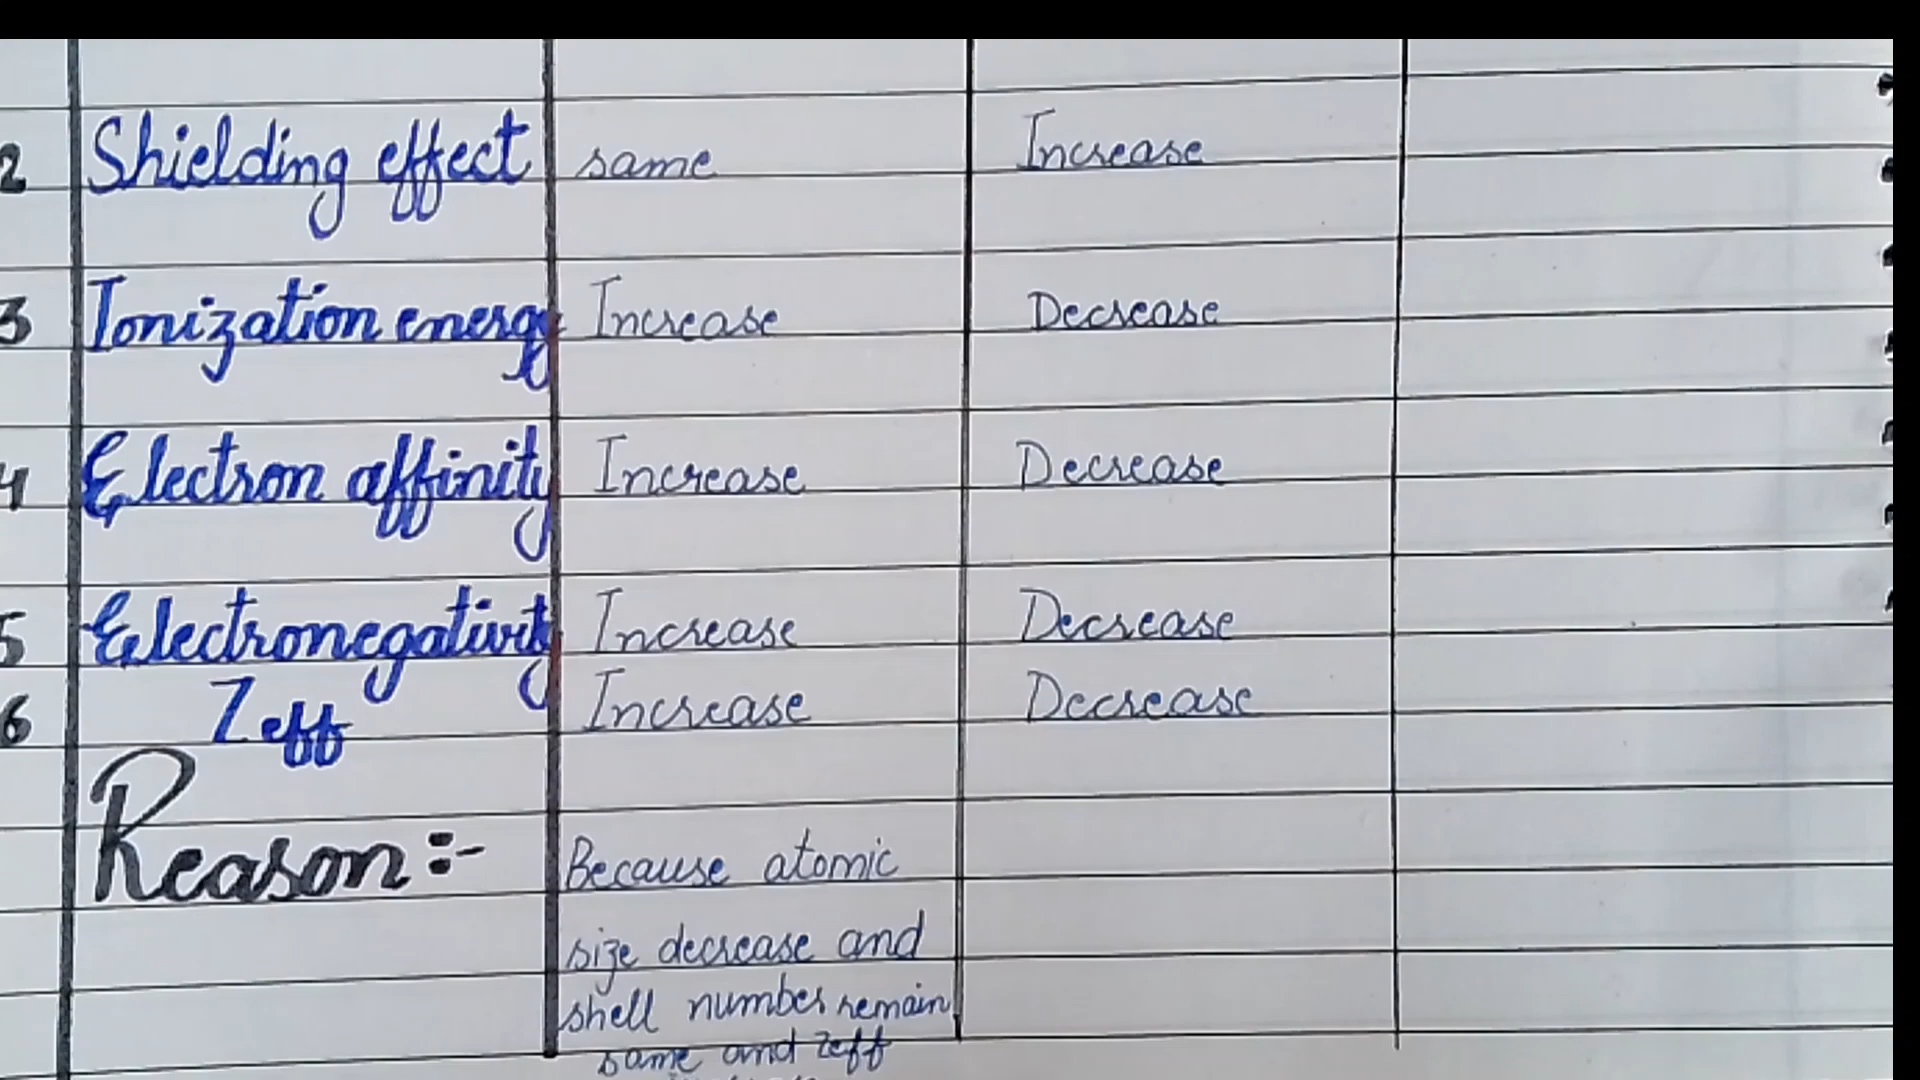 2 Shielding effect same Increase
3 Ionization energy Increase Decrease
4 Electron affinity Increase Decrease
5 Electronegativity Increase Decrease
6 Zeff Increase Decrease
Reason:-
Because atomic
size decrease and
shell number remain
same and Zeff